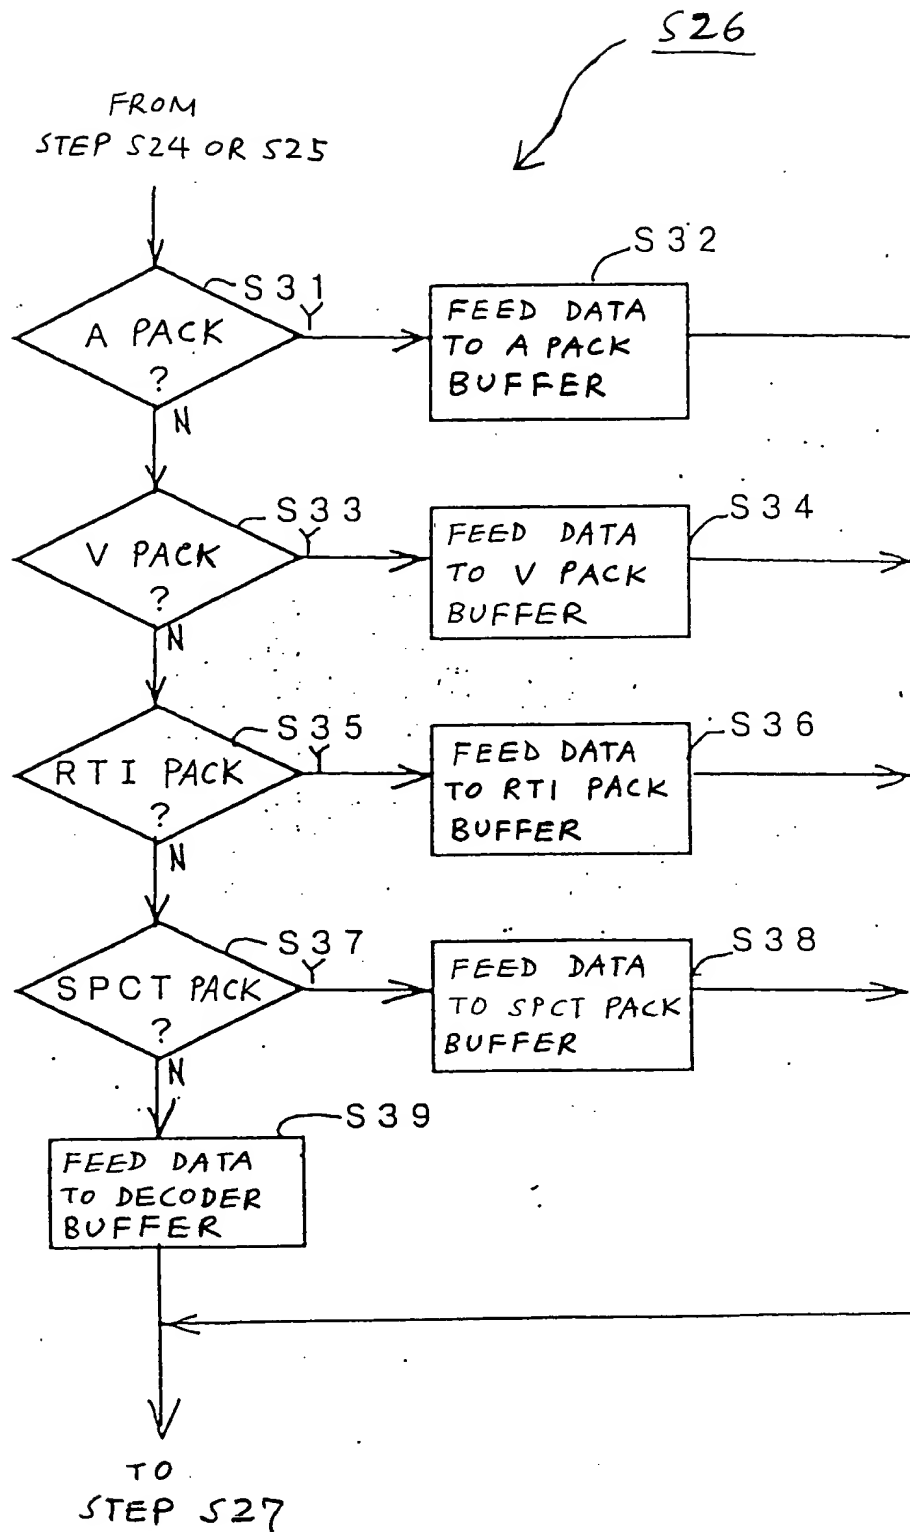 S26
FROM
STEP S24 OR S25
S31
A PACK
?
Y
N
S32
FEED DATA
TO A PACK
BUFFER
S33
V PACK
?
Y
N
S34
FEED DATA
TO V PACK
BUFFER
S35
RTI PACK
?
Y
N
S36
FEED DATA
TO RTI PACK
BUFFER
S37
SPCT PACK
?
Y
N
S38
FEED DATA
TO SPCT PACK
BUFFER
S39
FEED DATA
TO DECODER
BUFFER
TO
STEP S27